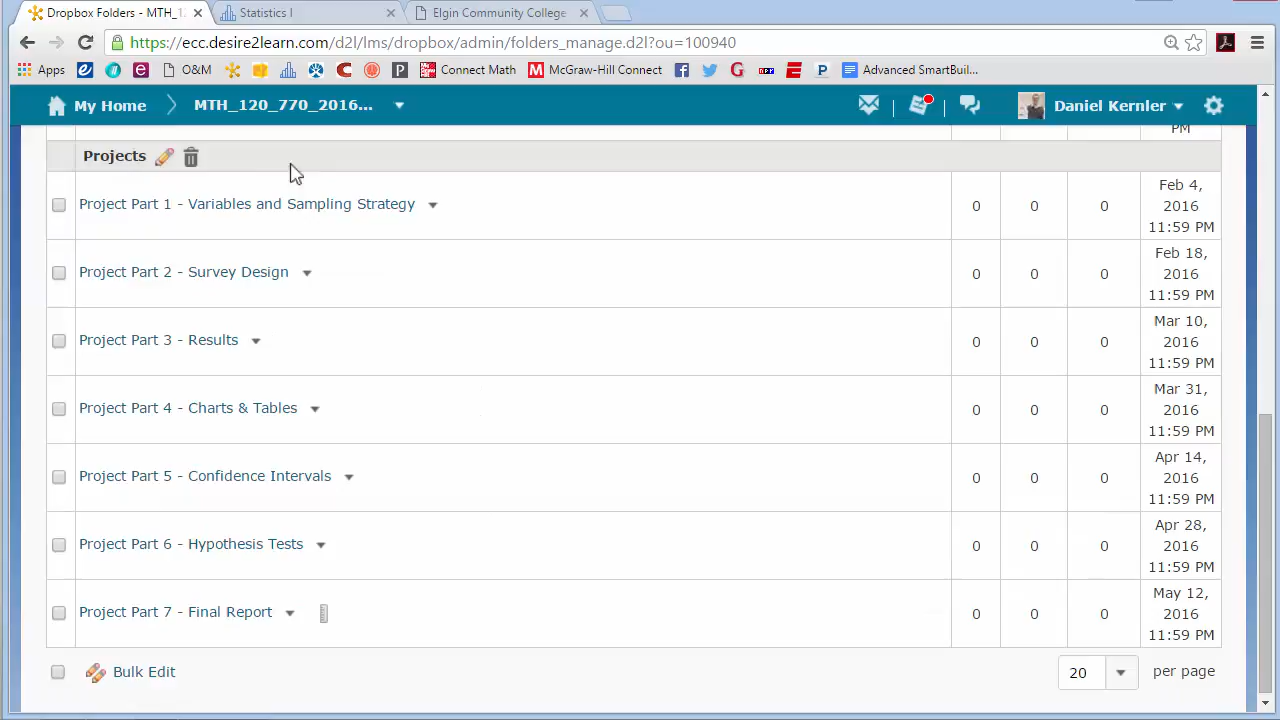 Dropbox Folders - MTH_12
Statistics I
Elgin Community College
https://ecc.desire2learn.com/d2l/lms/dropbox/admin/folders_manage.d2l?ou=100940
Apps
O&M
Connect Math
McGraw-Hill Connect
Advanced SmartBuil...
My Home
MTH_120_770_2016...
Daniel Kernler
PM
Projects
Project Part 1 - Variables and Sampling Strategy
0 0 0
Feb 4,
2016
11:59 PM
Project Part 2 - Survey Design
0 0 0
Feb 18,
2016
11:59 PM
Project Part 3 - Results
0 0 0
Mar 10,
2016
11:59 PM
Project Part 4 - Charts & Tables
0 0 0
Mar 31,
2016
11:59 PM
Project Part 5 - Confidence Intervals
0 0 0
Apr 14,
2016
11:59 PM
Project Part 6 - Hypothesis Tests
0 0 0
Apr 28,
2016
11:59 PM
Project Part 7 - Final Report
0 0 0
May 12,
2016
11:59 PM
Bulk Edit
20
per page